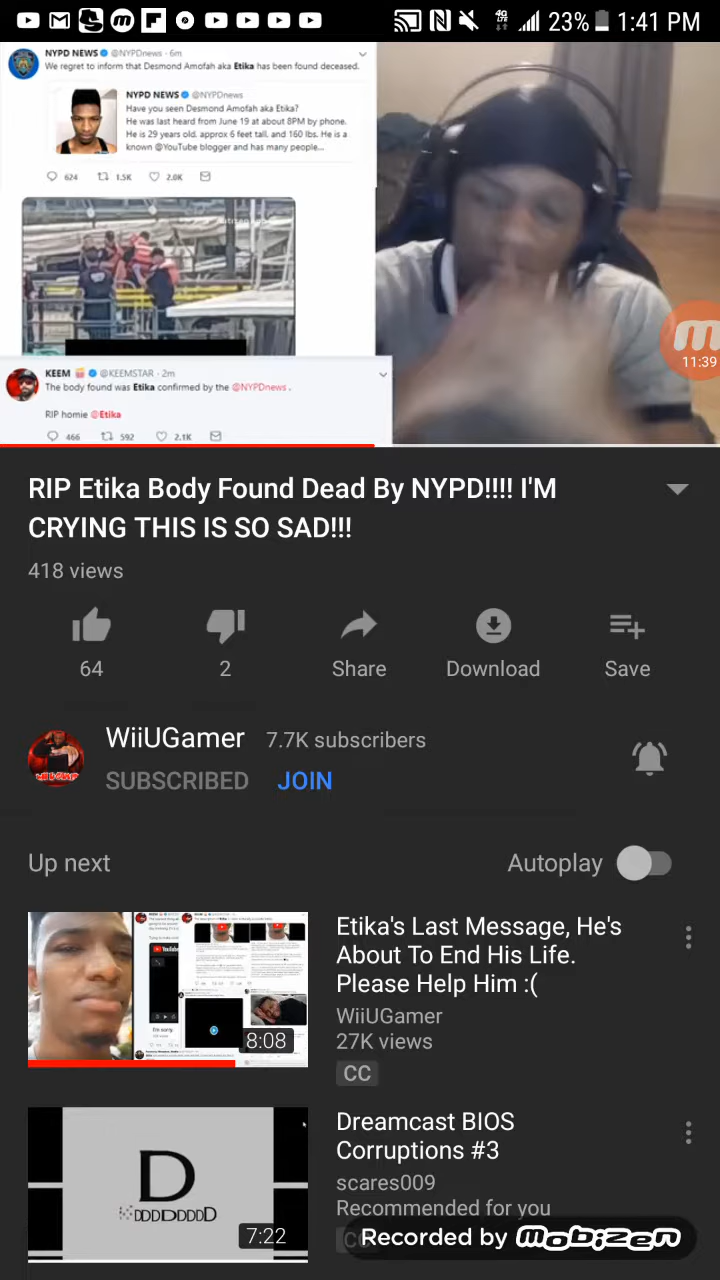 23% 1:41 PM
NYPD NEWS @NYPDnews · 6m
We regret to inform that Desmond Amofah aka Etika has been found deceased.
NYPD NEWS @NYPDnews
Have you seen Desmond Amofah aka Etika?
He was last heard from June 19 at about 8PM by phone.
He is 29 years old. approx 6 feet tall. and 160 lbs. He is a
known @YouTube blogger and has many people...
624 1.5K 2.0K
KEEM @KEEMSTAR · 2m
The body found was Etika confirmed by the @NYPDnews .
RIP homie @Etika
466 592 2.1K
11:39
RIP Etika Body Found Dead By NYPD!!!! I'M
CRYING THIS IS SO SAD!!!
418 views
64 2 Share Download Save
WiiUGamer 7.7K subscribers
SUBSCRIBED JOIN
Up next Autoplay
Etika's Last Message, He's
About To End His Life.
Please Help Him :(
WiiUGamer
27K views
CC
8:08
Dreamcast BIOS
Corruptions #3
scares009
Recommended for you
D
7:22
Recorded by mobizen